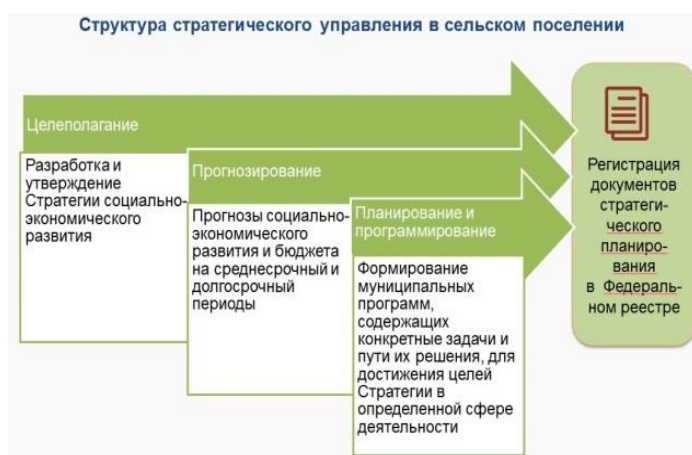 Структура стратегического управления в сельском поселении
Целеполагание
Разработка и
утверждение
Стратегии социально-
экономического
развития
Прогнозирование
Прогнозы социально-
экономического
развития и бюджета
на среднесрочный и
долгосрочный
периоды
Планирование и
программирование
Формирование
муниципальных
программ,
содержащих
конкретные задачи и
пути их решения, для
достижения целей
Стратегии в
определенной сфере
деятельности
Регистрация
документов
стратеги-
ческого
планиро-
вания
в Федераль-
ном реестре